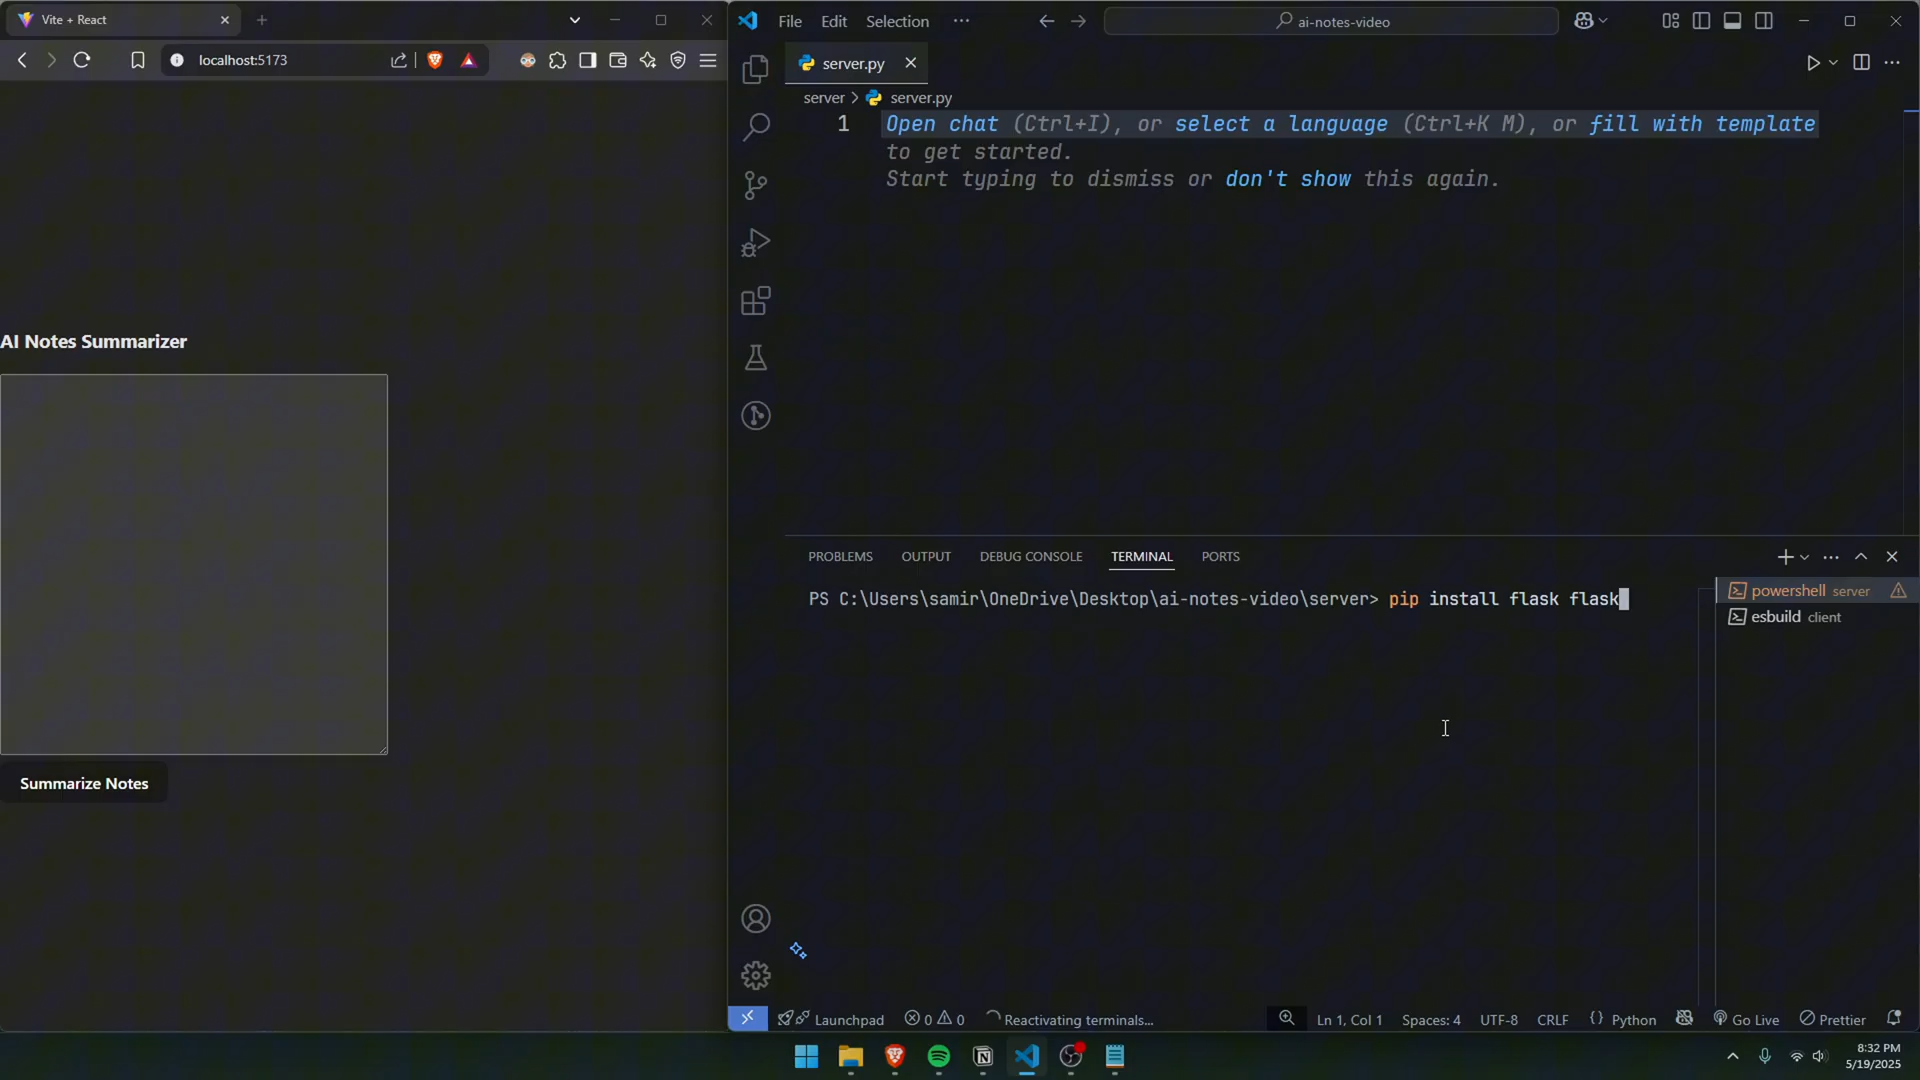 Vite + React
localhost:5173
AI Notes Summarizer
Summarize Notes
File Edit Selection
ai-notes-video
server.py
server > server.py
1 Open chat (Ctrl+I), or select a language (Ctrl+K M), or fill with template
to get started.
Start typing to dismiss or don't show this again.
PROBLEMS OUTPUT DEBUG CONSOLE TERMINAL PORTS
PS C:\Users\samir\OneDrive\Desktop\ai-notes-video\server> pip install flask flask
powershell server
esbuild client
Launchpad 0 0 Reactivating terminals... Ln 1, Col 1 Spaces: 4 UTF-8 CRLF {} Python Go Live Prettier
8:32 PM
5/19/2025